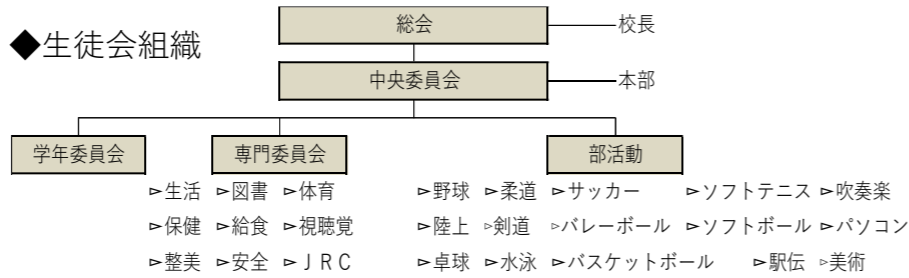 総会 校長
◆生徒会組織
中央委員会 本部
学年委員会 専門委員会 部活動
▻生活 ▻図書 ▻体育 ▻野球 ▻柔道 ▻サッカー ▻ソフトテニス ▻吹奏楽
▻保健 ▻給食 ▻視聴覚 ▻陸上 ▻剣道 ▻バレーボール ▻ソフトボール ▻パソコン
▻整美 ▻安全 ▻ＪＲＣ ▻卓球 ▻水泳 ▻バスケットボール ▻駅伝 ▻美術